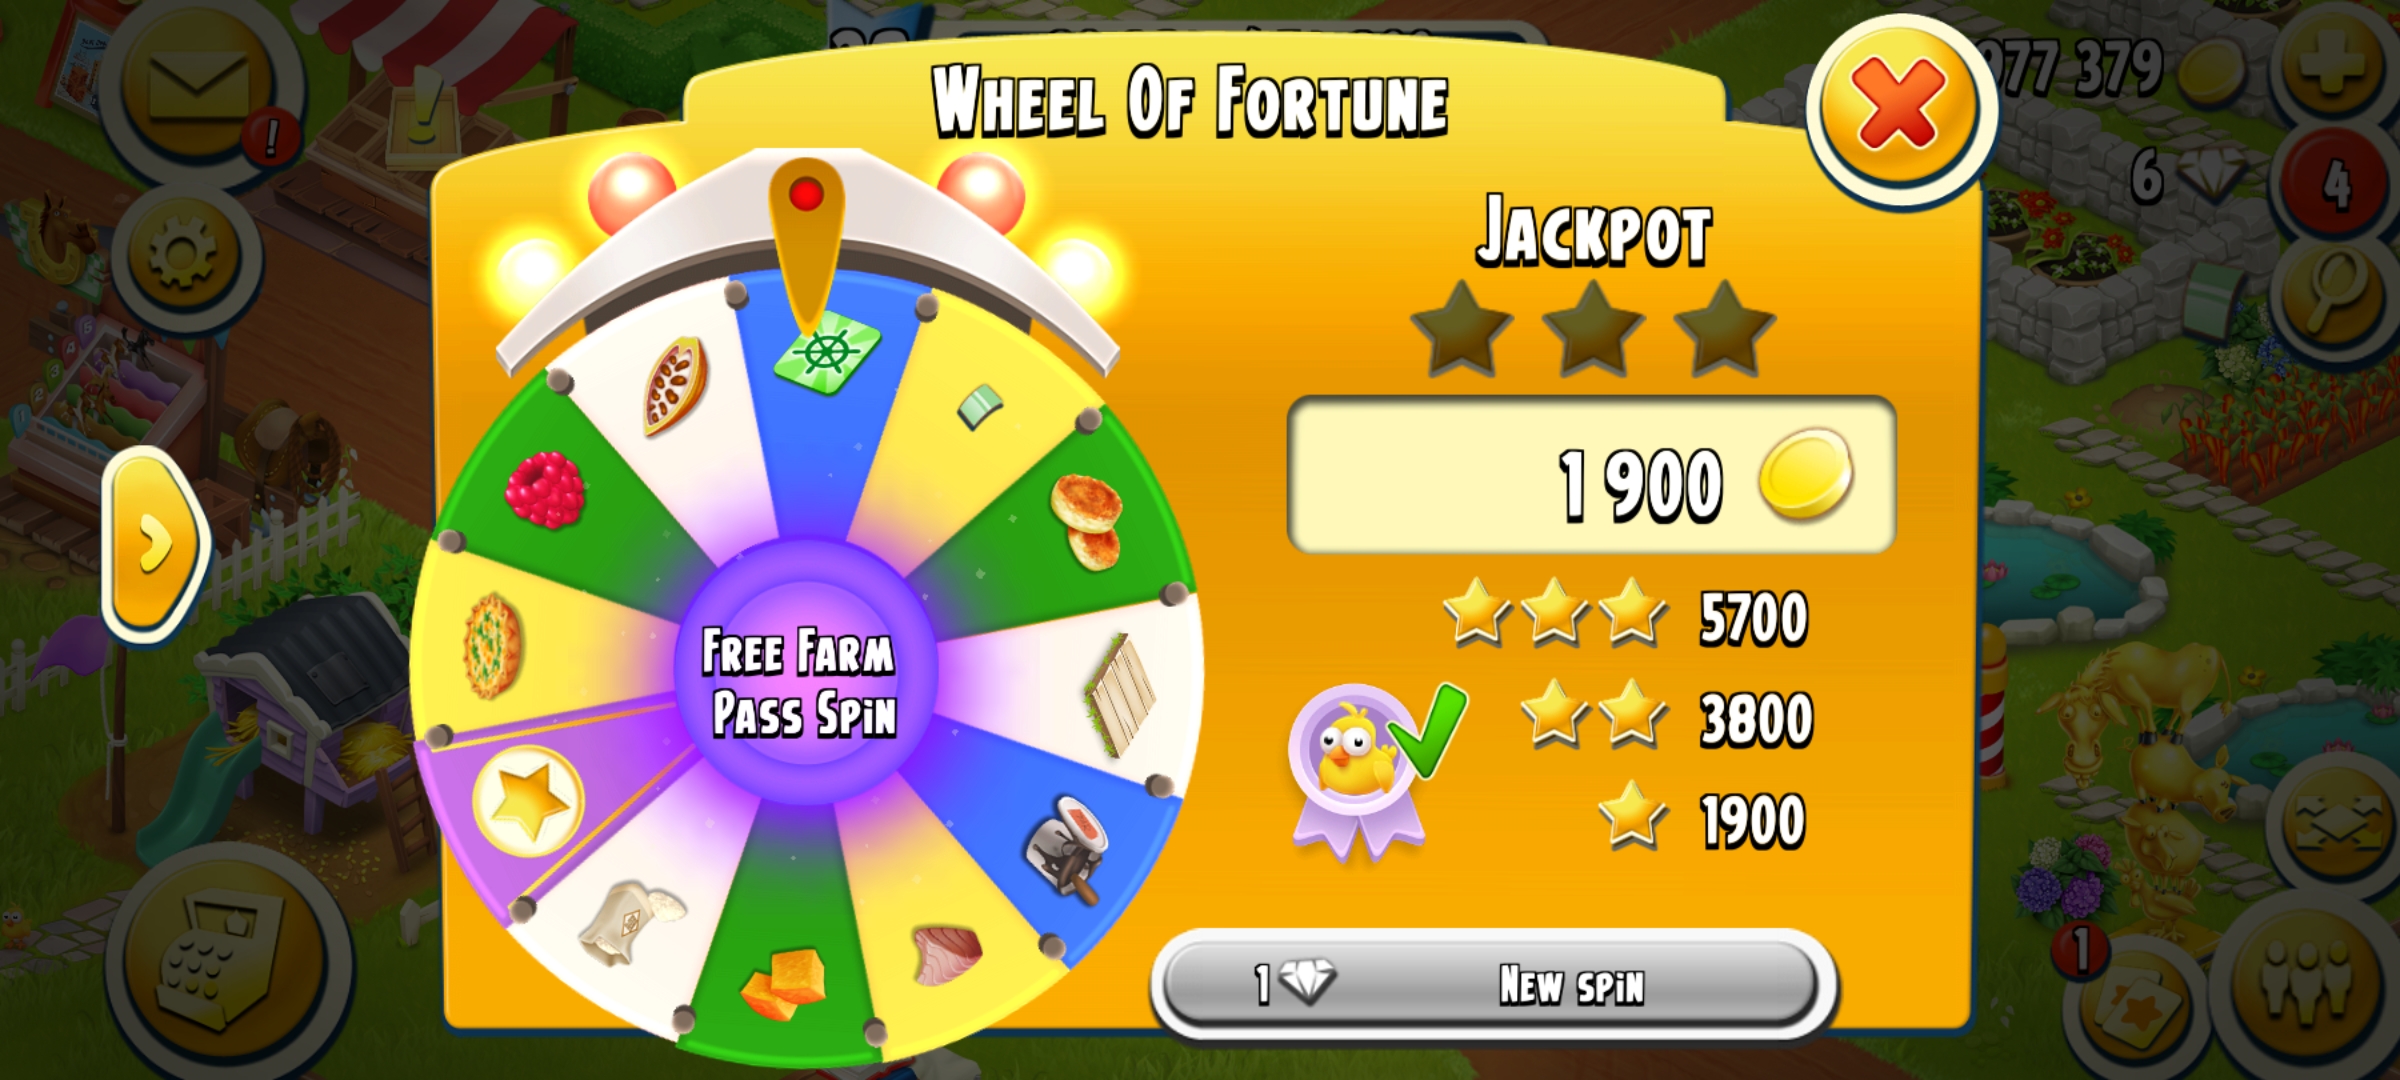 WHEEL OF FORTUNE
977 379
!
6
4
JACKPOT
1 900
5700
FREE FARM
PASS SPIN
3800
1900
1
1 NEW SPIN